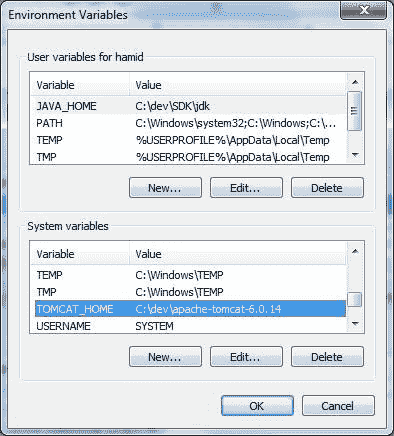 Environment Variables
User variables for hamid
Variable Value
JAVA_HOME C:\dev\SDK\jdk
PATH C:\Windows\system32;C:\Windows;C:\...
TEMP %USERPROFILE%\AppData\Local\Temp
TMP %USERPROFILE%\AppData\Local\Temp
New... Edit... Delete
System variables
Variable Value
TEMP C:\Windows\TEMP
TMP C:\Windows\TEMP
TOMCAT_HOME C:\dev\apache-tomcat-6.0.14
USERNAME SYSTEM
New... Edit... Delete
OK Cancel